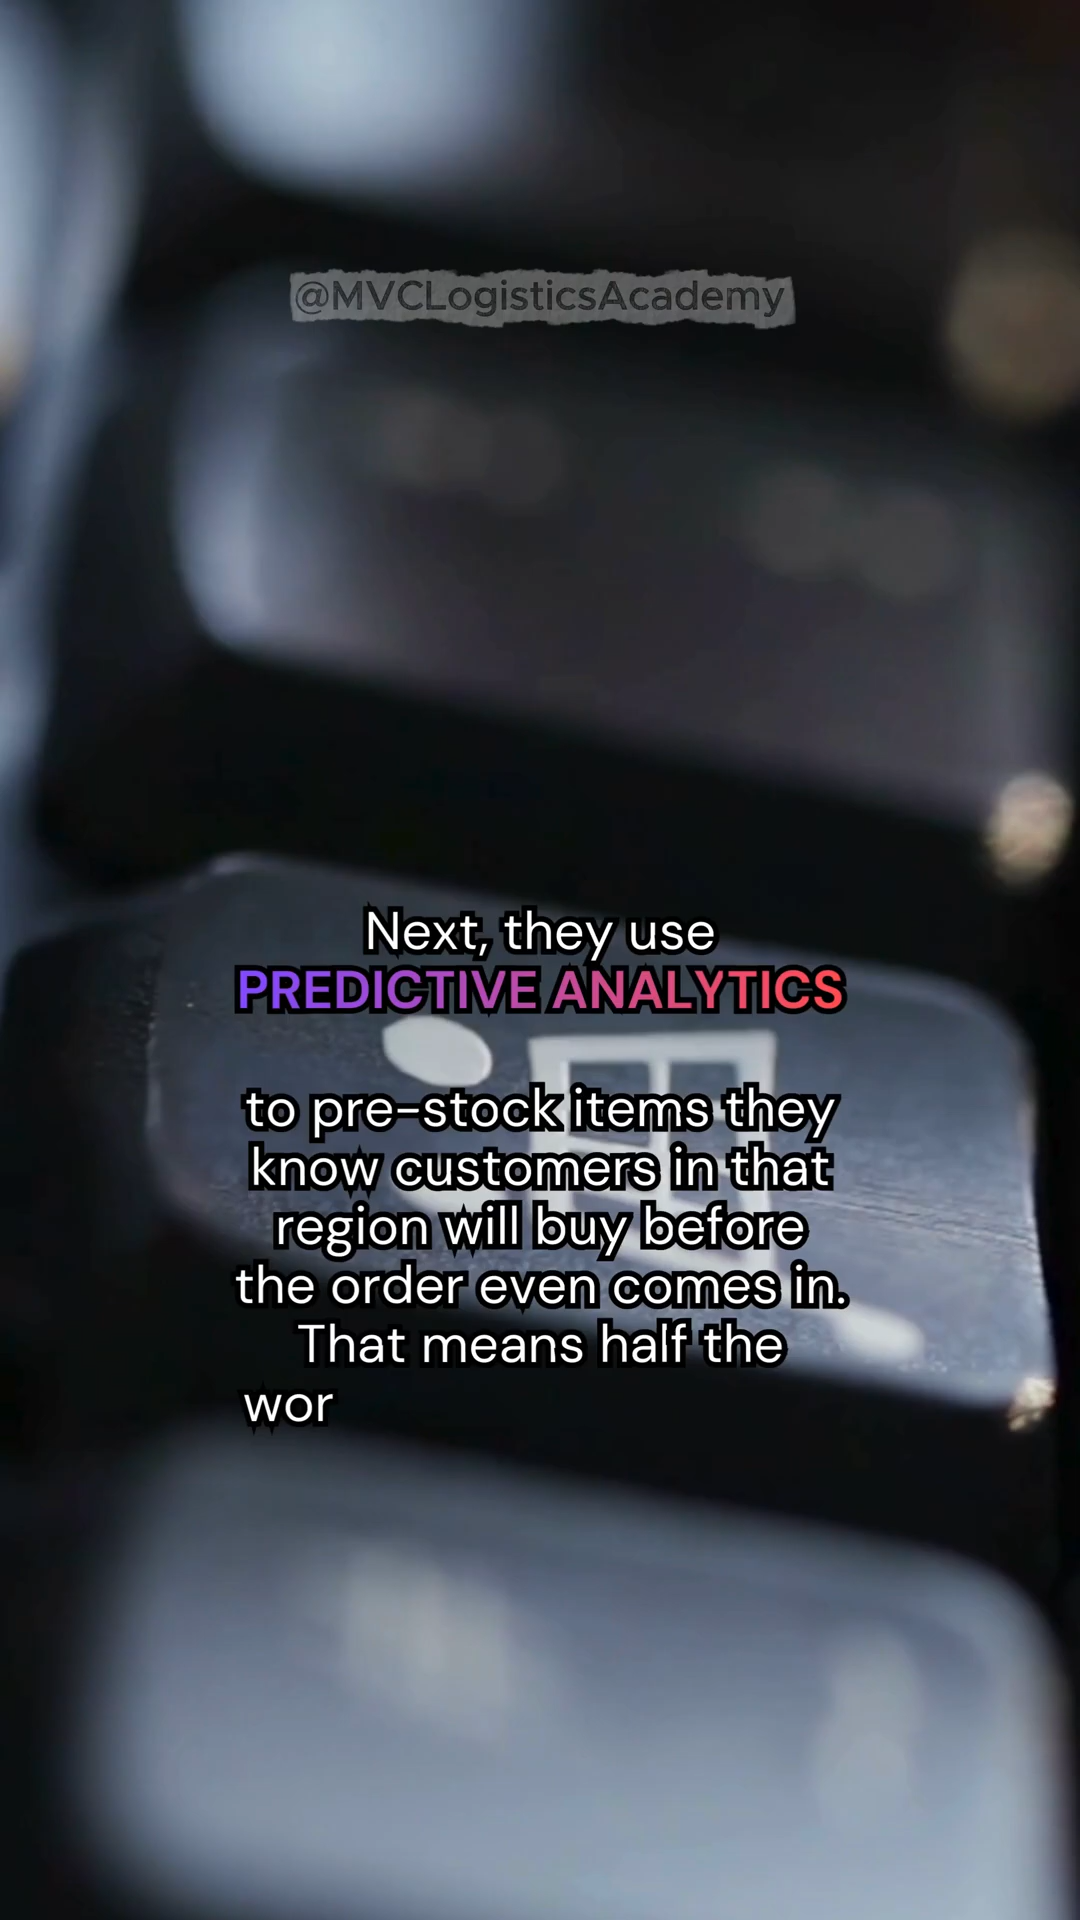 @MVCLogisticsAcademy
Next, they use
PREDICTIVE ANALYTICS
to pre-stock items they
know customers in that
region will buy before
the order even comes in.
That means half the
wor